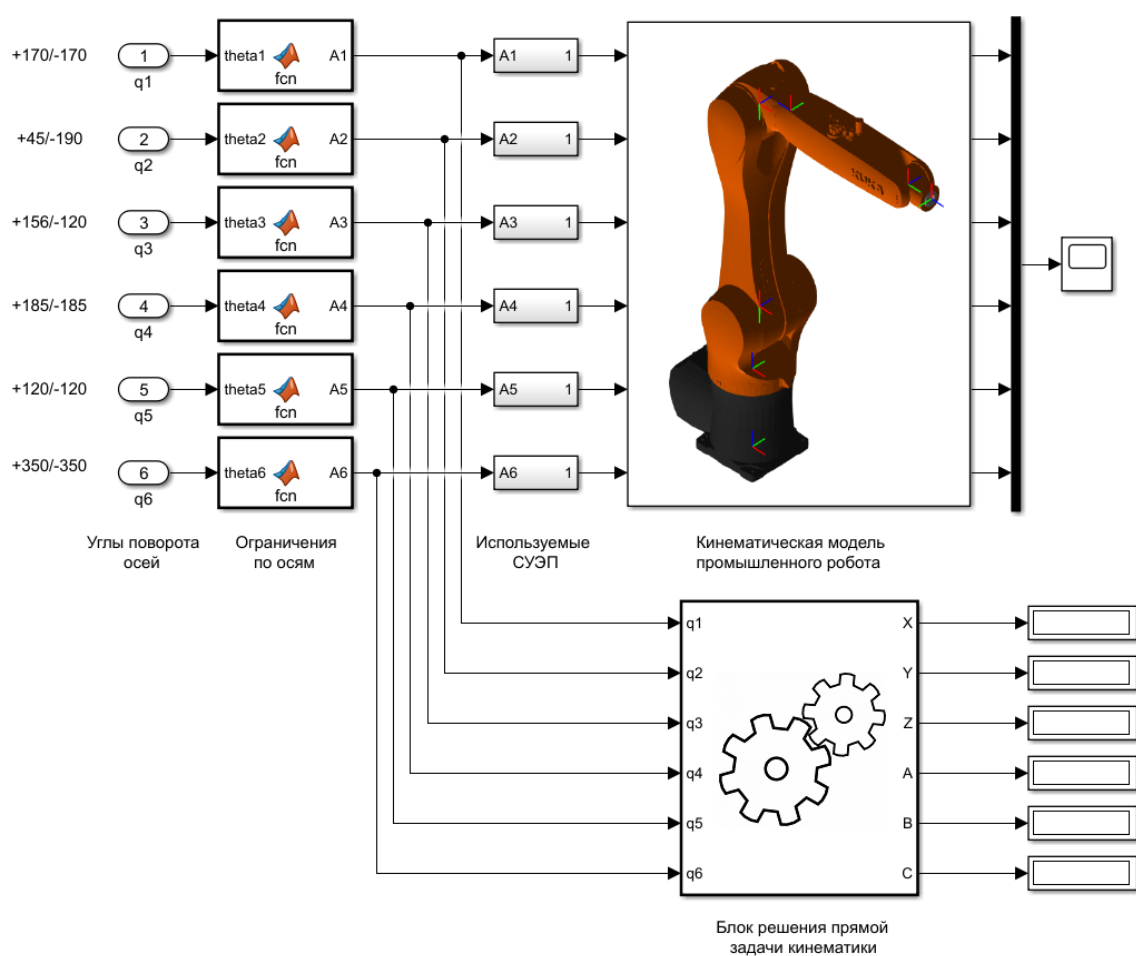 +170/-170
1
q1
theta1
A1
fcn
A1
1
+45/-190
2
q2
theta2
A2
fcn
A2
1
+156/-120
3
q3
theta3
A3
fcn
A3
1
+185/-185
4
q4
theta4
A4
fcn
A4
1
+120/-120
5
q5
theta5
A5
fcn
A5
1
+350/-350
6
q6
theta6
A6
fcn
A6
1
KUKA
Углы поворота
осей
Ограничения
по осям
Используемые
СУЭП
Кинематическая модель
промышленного робота
q1
X
q2
Y
q3
Z
q4
A
q5
B
q6
C
Блок решения прямой
задачи кинематики